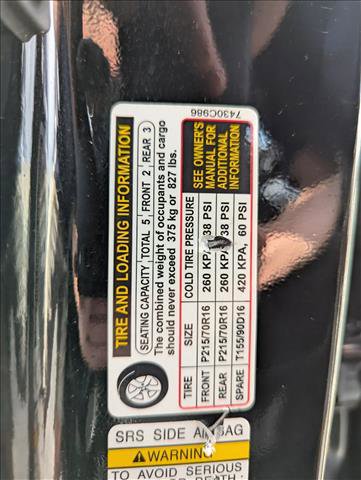 TIRE AND LOADING INFORMATION
SEATING CAPACITY TOTAL 5 FRONT 2 REAR 3
The combined weight of occupants and cargo
should never exceed 375 kg or 827 lbs.
TIRE SIZE COLD TIRE PRESSURE
FRONT P215/70R16 260 KPA, 38 PSI
REAR P215/70R16 260 KPA, 38 PSI
SPARE T155/90D16 420 KPA, 60 PSI
SEE OWNER'S
MANUAL FOR
ADDITIONAL
INFORMATION
7430C986
SRS SIDE AIRBAG
WARNING
TO AVOID SERIOUS
OR DEATH: